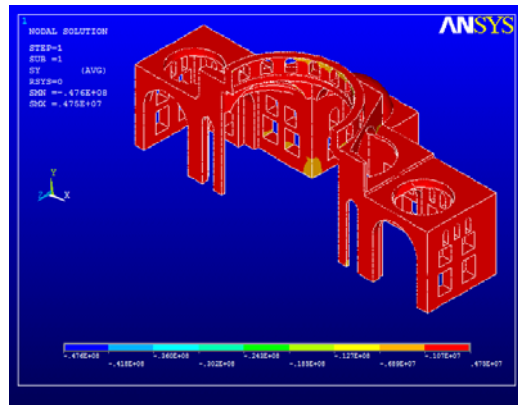 1
ANSYS
NODAL SOLUTION
STEP=1
SUB =1
SY (AVG)
RSYS=0
SMN =-.476E+08
SMX =.475E+07
Y
Z X
-.476E+08 -.360E+08 -.243E+08 -.127E+08 -.107E+07
-.418E+08 -.302E+08 -.185E+08 -.688E+07 .475E+07